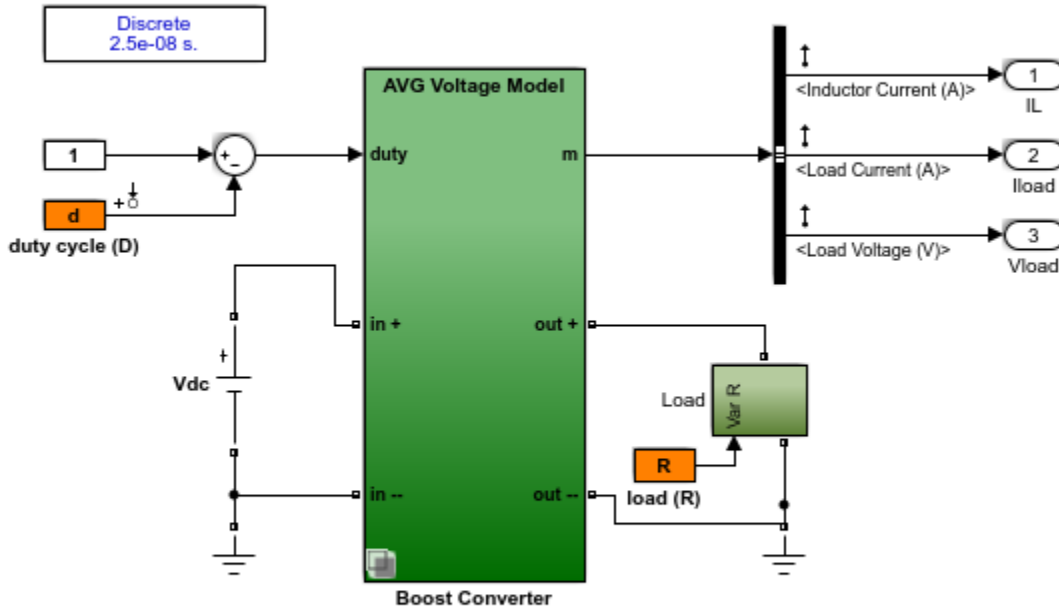 Discrete
2.5e-08 s.
AVG Voltage Model
1
+
-
duty
m
d
+
duty cycle (D)
<Inductor Current (A)>
1
IL
<Load Current (A)>
2
Iload
<Load Voltage (V)>
3
Vload
in +
out +
+
Vdc
Load
Var R
R
load (R)
in --
out --
Boost Converter